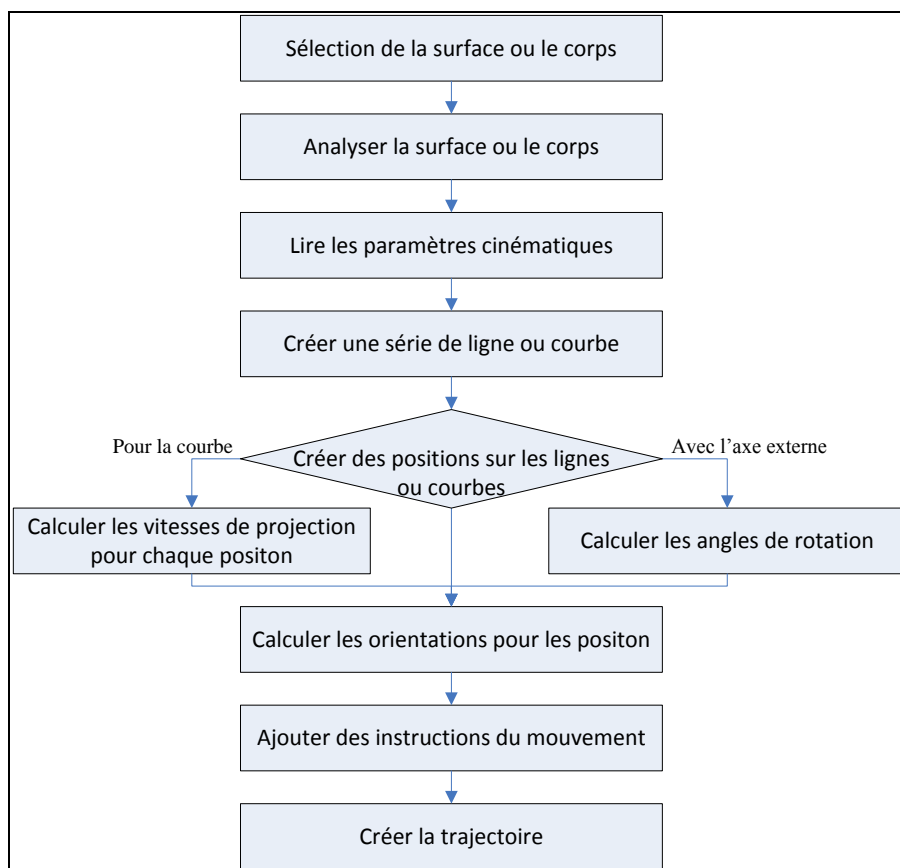 Sélection de la surface ou le corps
Analyser la surface ou le corps
Lire les paramètres cinématiques
Créer une série de ligne ou courbe
Pour la courbe
Avec l'axe externe
Créer des positions sur les lignes
ou courbes
Calculer les vitesses de projection
pour chaque positon
Calculer les angles de rotation
Calculer les orientations pour les positon
Ajouter des instructions du mouvement
Créer la trajectoire